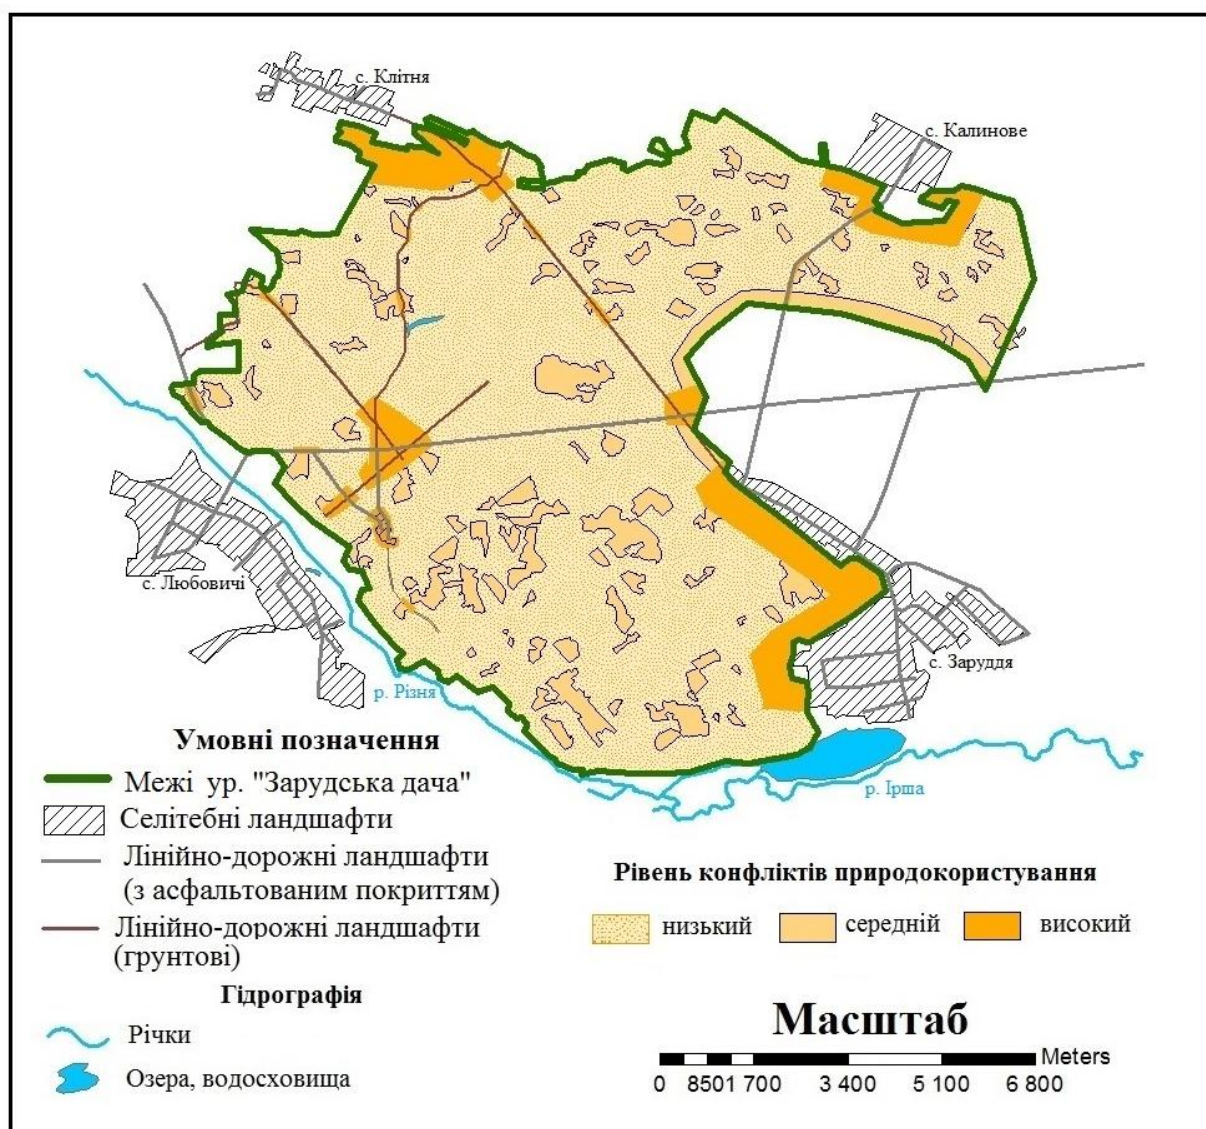 с. Клітня
с. Калинове
с. Любовичі
с. Заруддя
р. Різня
р. Ірша
Умовні позначення
Межі ур. "Зарудська дача"
Селітебні ландшафти
Лінійно-дорожні ландшафти
(з асфальтованим покриттям)
Лінійно-дорожні ландшафти
(грунтові)
Гідрографія
Річки
Озера, водосховища
Рівень конфліктів природокористування
низький середній високий
Масштаб
Meters
0 8501 700 3 400 5 100 6 800